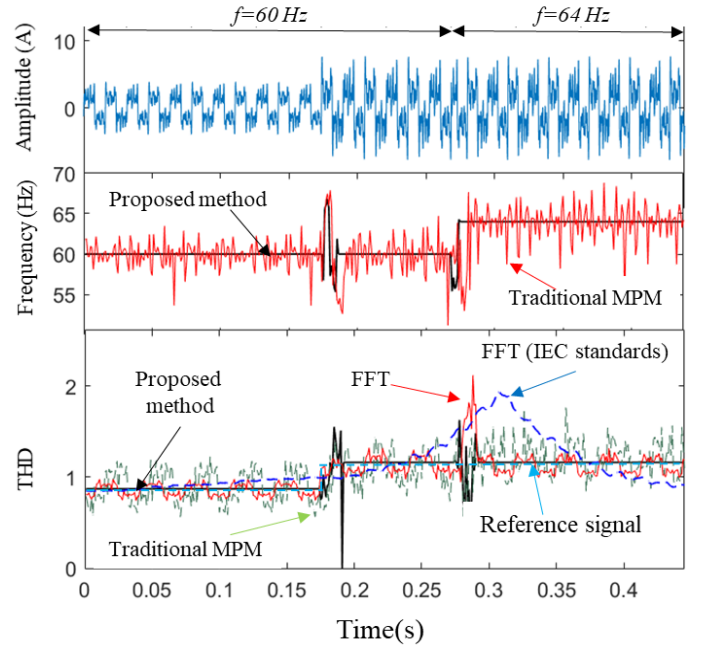 f=60 Hz
f=64 Hz
10
0
Amplitude (A)
70
65
60
55
Frequency (Hz)
Proposed method
Traditional MPM
FFT (IEC standards)
FFT
Proposed
method
2
1
0
THD
Traditional MPM
Reference signal
0
0.05
0.1
0.15
0.2
0.25
0.3
0.35
0.4
Time(s)